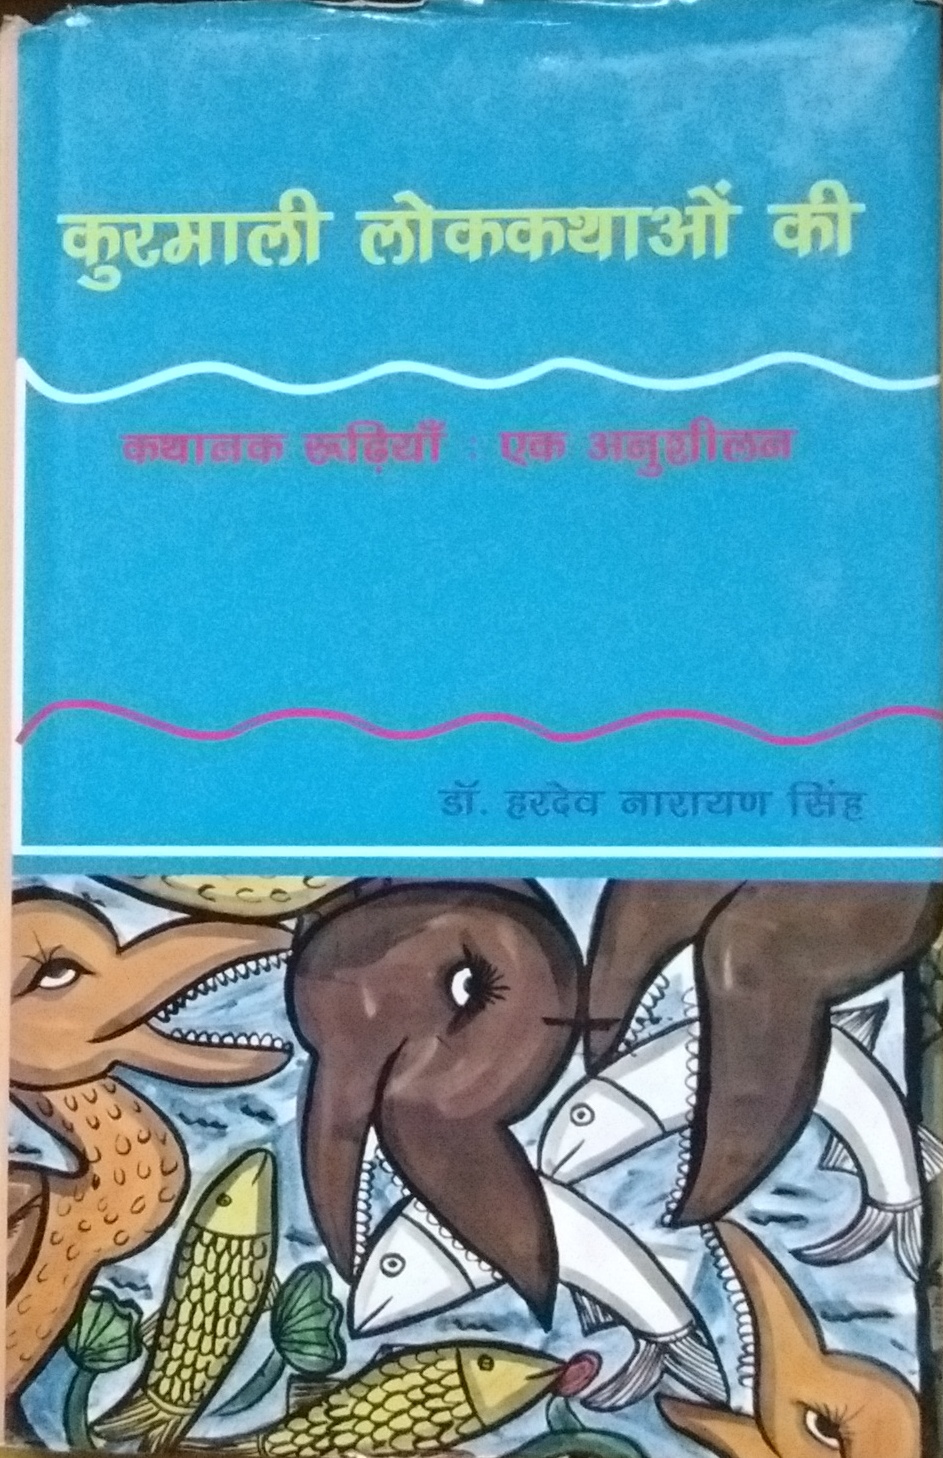 कुरमाली लोककथाओं की
कथानक रूढ़ियाँ : एक अनुशीलन
डॉ. हरदेव नारायण सिंह